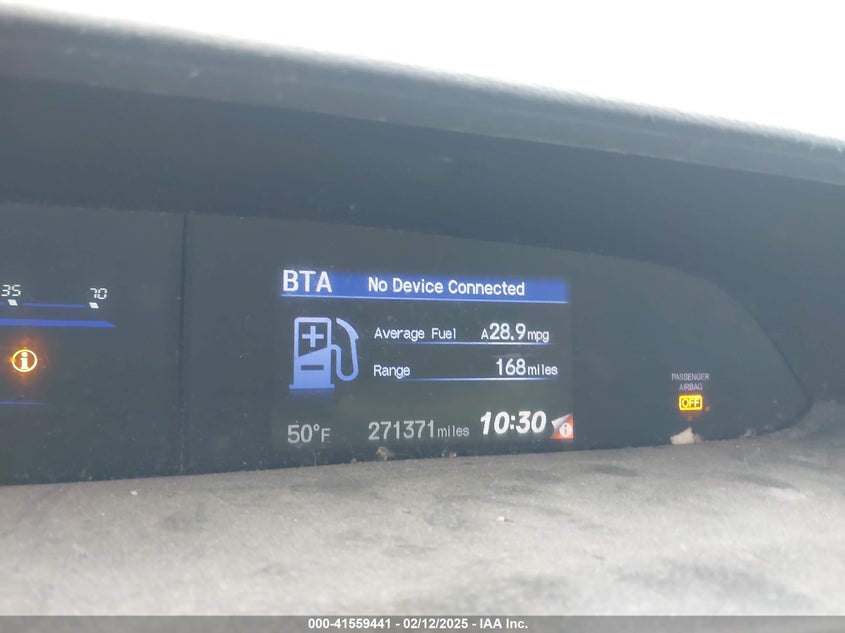 35 70
BTA No Device Connected
Average Fuel A28.9mpg
Range 168miles
50°F 271371miles 10:30
PASSENGER
AIRBAG
OFF
000-41559441 - 02/12/2025 - IAA Inc.